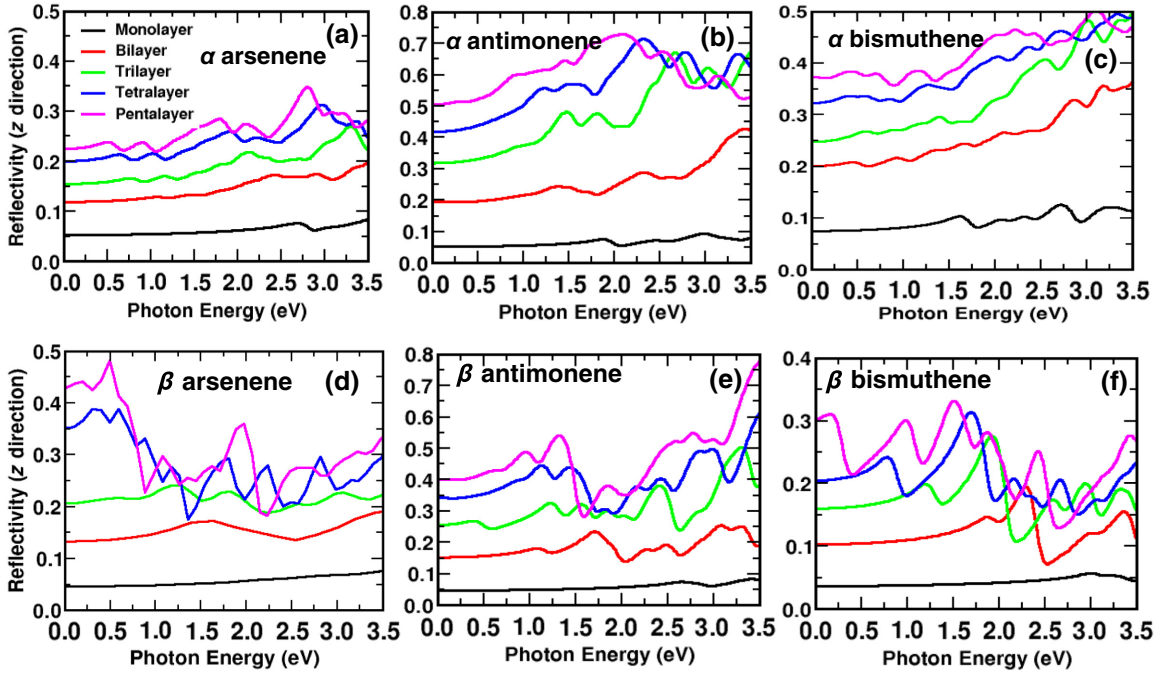 Reflectivity (z direction)
0.5
0.4
0.3
0.2
0.1
0.0
Monolayer
Bilayer
Trilayer
Tetralayer
Pentalayer
(a)
α arsenene
0.0 0.5 1.0 1.5 2.0 2.5 3.0 3.5
Photon Energy (eV)
0.8
0.7
0.6
0.5
0.4
0.3
0.2
0.1
0.0
α antimonene
(b)
0.0 0.5 1.0 1.5 2.0 2.5 3.0 3.5
Photon Energy (eV)
0.5
0.4
0.3
0.2
0.1
0.0
α bismuthene
(c)
0.0 0.5 1.0 1.5 2.0 2.5 3.0 3.5
Photon Energy (eV)
Reflectivity (z direction)
0.5
0.4
0.3
0.2
0.1
0.0
β arsenene
(d)
0.0 0.5 1.0 1.5 2.0 2.5 3.0 3.5
Photon Energy (eV)
0.8
0.7
0.6
0.5
0.4
0.3
0.2
0.1
0.0
β antimonene
(e)
0.0 0.5 1.0 1.5 2.0 2.5 3.0 3.5
Photon Energy (eV)
0.4
0.3
0.2
0.1
0.0
β bismuthene
(f)
0.0 0.5 1.0 1.5 2.0 2.5 3.0 3.5
Photon Energy (eV)